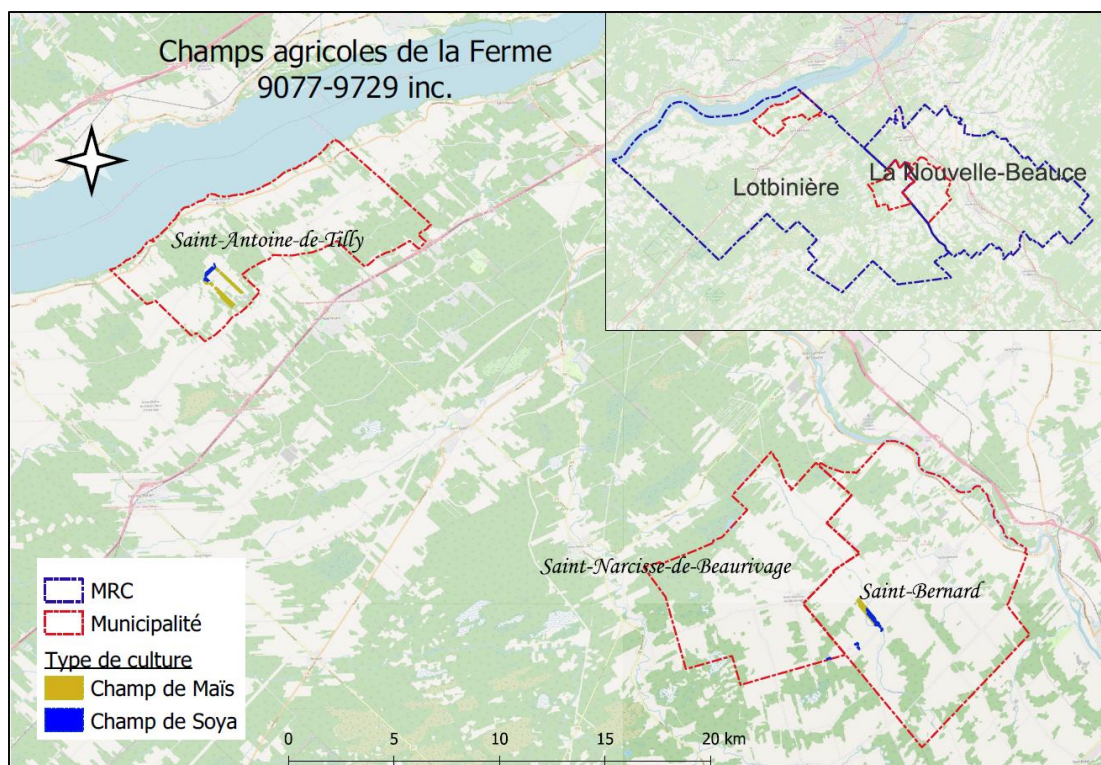 Champs agricoles de la Ferme
9077-9729 inc.
Lotbinière
La Nouvelle-Beauce
Saint-Antoine-de-Tilly
Saint-Narcisse-de-Beaurivage
Saint-Bernard
MRC
Municipalité
Type de culture
Champ de Maïs
Champ de Soya
0 5 10 15 20 km